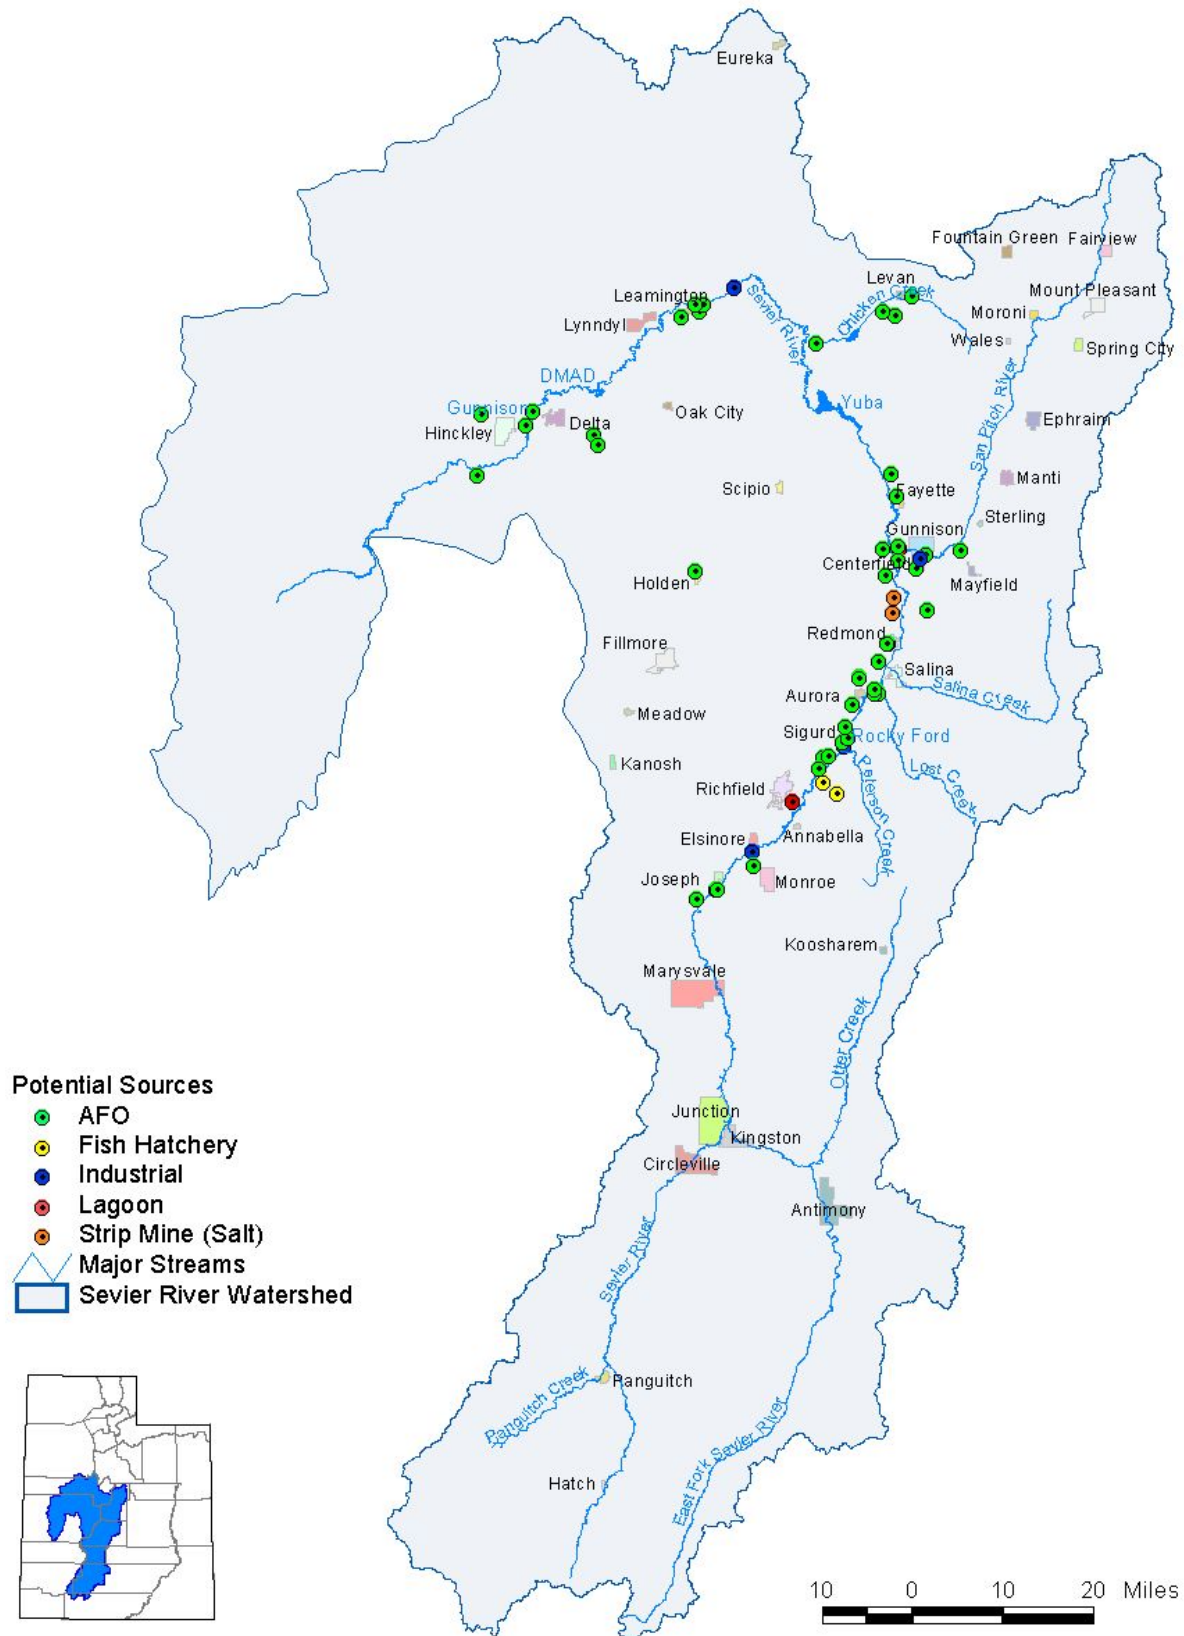 Eureka
Fountain Green
Fairview
Levan
Chicken Creek
Mount Pleasant
Leamington
Sevier River
Moroni
Lynndyl
Wales
Spring City
DMAD
Yuba
San Pitch River
Gunnison
Oak City
Ephraim
Hinckley
Delta
Scipio
Fayette
Manti
Gunnison
Sterling
Centerfield
Holden
Mayfield
Redmond
Fillmore
Salina
Salina Creek
Aurora
Meadow
Sigurd
Rocky Ford
Kanosh
Lost Creek
Richfield
Peterson Creek
Elsinore
Annabella
Joseph
Monroe
Koosharem
Marysvale
Otter Creek
Junction
Kingston
Circleville
Antimony
Sevier River
Panguitch Creek
Panguitch
Hatch
East Fork Sevier River
Potential Sources
AFO
Fish Hatchery
Industrial
Lagoon
Strip Mine (Salt)
Major Streams
Sevier River Watershed
10 0 10 20 Miles